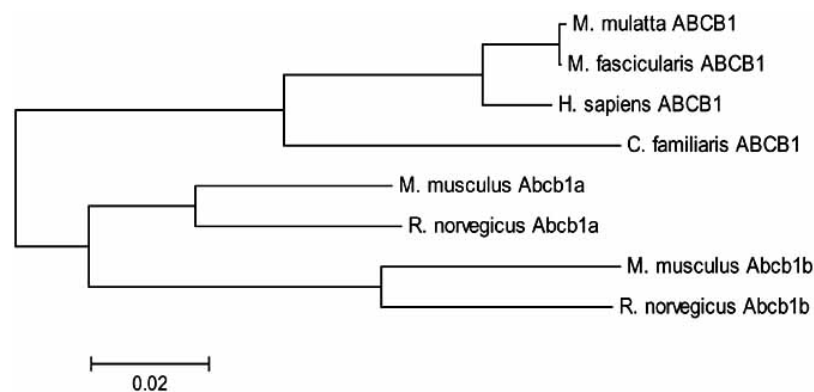 M. mulatta ABCB1
M. fascicularis ABCB1
H. sapiens ABCB1
C. familiaris ABCB1
M. musculus Abcb1a
R. norvegicus Abcb1a
M. musculus Abcb1b
R. norvegicus Abcb1b
0.02